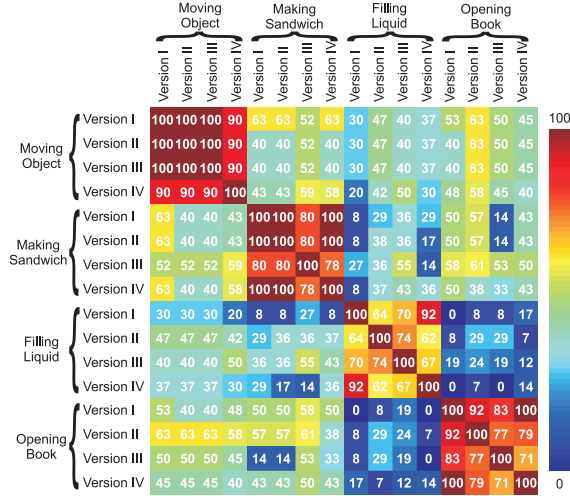 Moving Object Making Sandwich Filling Liquid Opening Book
Version I Version II Version III Version IV Version I Version II Version III Version IV Version I Version II Version III Version IV Version I Version II Version III Version IV
Moving Object
Version I 100 100 100 90 63 63 52 63 30 47 40 37 53 63 50 45
Version II 100 100 100 90 40 40 52 40 30 47 40 37 40 63 50 45
Version III 100 100 100 90 40 40 52 40 30 47 40 37 40 63 50 45
Version IV 90 90 90 100 43 43 59 58 20 42 50 30 48 58 45 40
Making Sandwich
Version I 63 40 40 43 100 100 80 100 8 29 36 29 50 57 14 43
Version II 63 40 40 43 100 100 80 100 8 36 36 17 50 57 14 43
Version III 52 52 52 59 80 80 100 78 27 36 55 14 58 61 53 50
Version IV 63 40 40 58 100 100 78 100 8 37 43 36 50 38 33 43
Filling Liquid
Version I 30 30 30 20 8 8 27 8 100 64 70 92 0 8 8 17
Version II 47 47 47 42 29 36 36 37 64 100 74 62 8 29 29 7
Version III 40 40 40 50 36 36 55 43 70 74 100 67 19 24 19 12
Version IV 37 37 37 30 29 17 14 36 92 62 67 100 0 7 0 14
Opening Book
Version I 53 40 40 48 50 50 58 50 0 8 19 0 100 92 83 100
Version II 63 63 63 58 57 57 61 38 8 29 24 7 92 100 77 79
Version III 50 50 50 45 14 14 53 33 8 29 19 0 83 77 100 71
Version IV 45 45 45 40 43 43 50 43 17 7 12 14 100 79 71 100
100
0